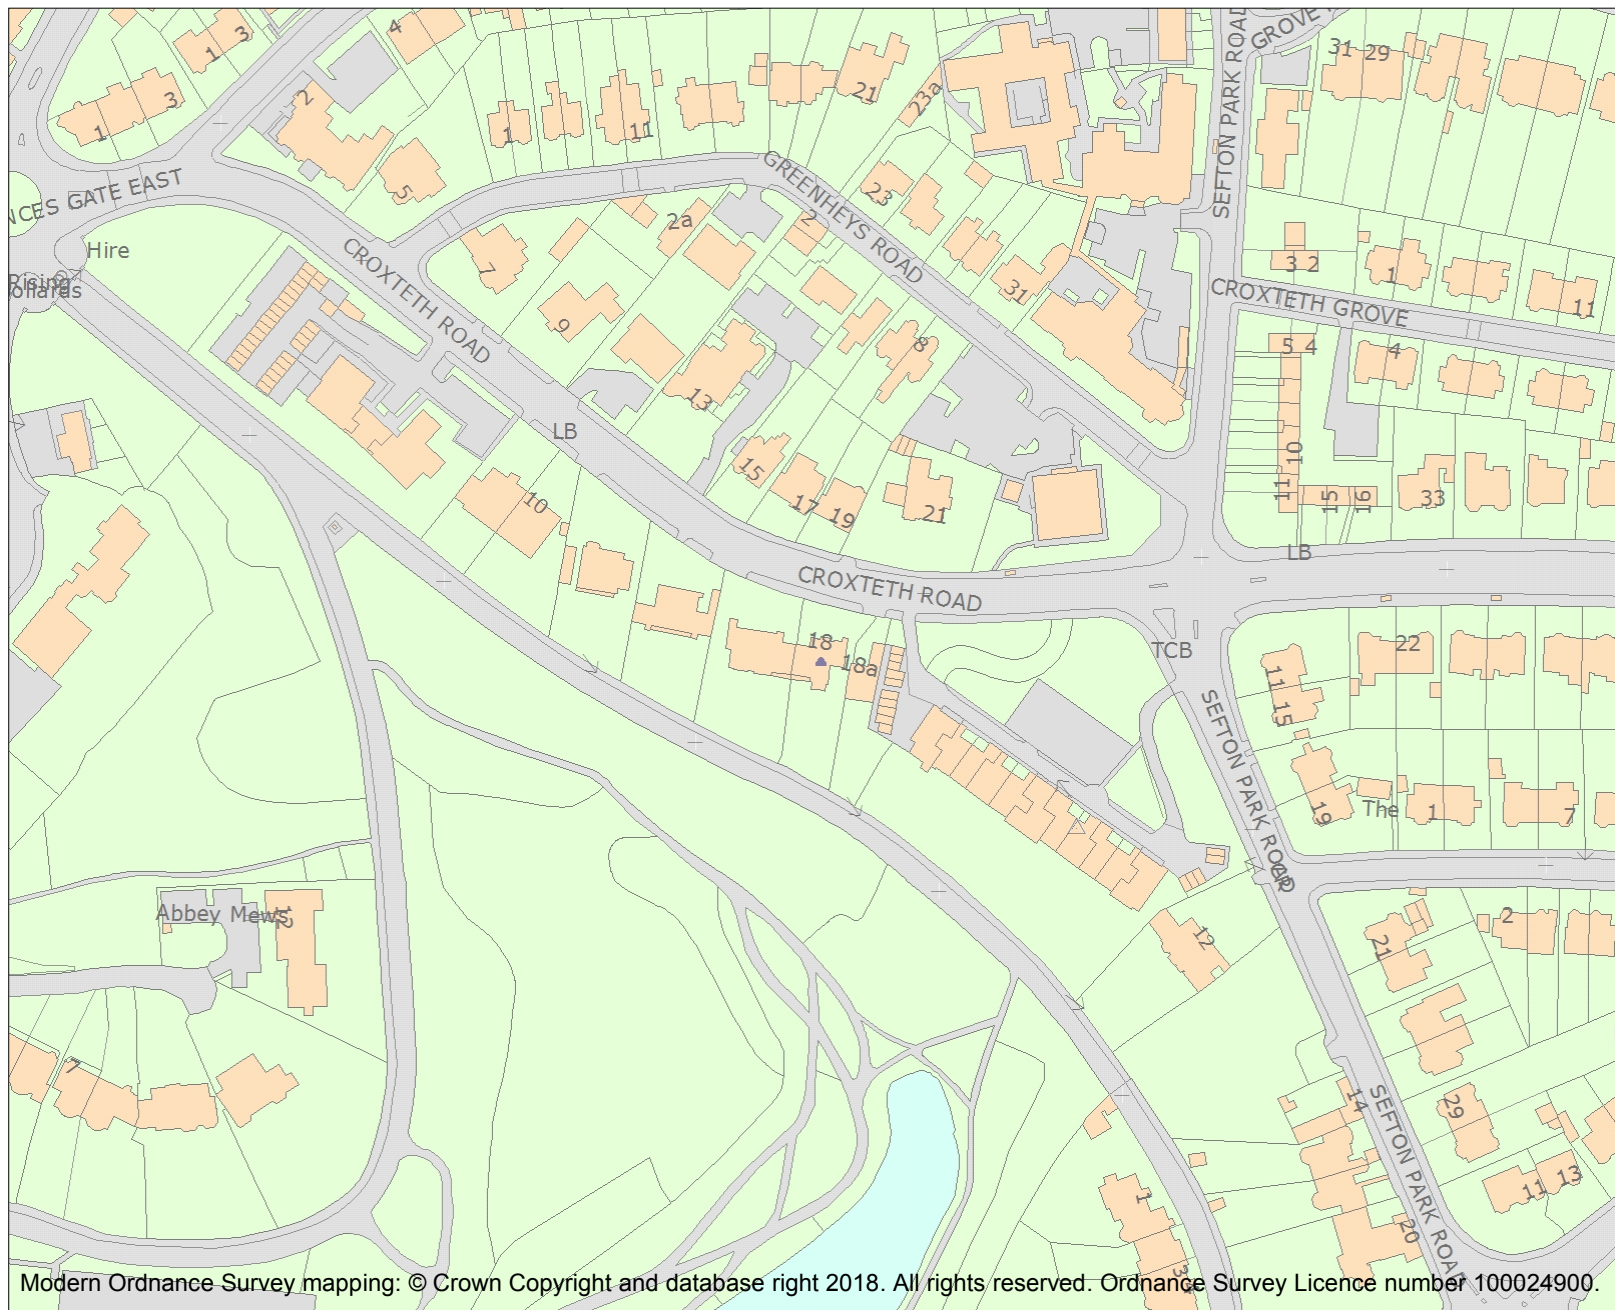 4
GROVE
SEFTON PARK ROAD
31 29
3
1
3
1
2
21
23a
1
11
5
NCES GATE EAST
GREENHEYS ROAD
23
2a
2
Hire
CROXTETH ROAD
7
3 2
1
31
CROXTETH GROVE
11
Rising
ollards
9
8
5 4
4
13
LB
15
10
10
17
19
21
11
15
16
33
LB
CROXTETH ROAD
18
18a
TCB
22
11
15
SEFTON PARK ROAD
19
The
1
7
Abbey Mews
12
12
21
2
7
14
29
SEFTON PARK ROAD
1
11
13
20
Modern Ordnance Survey mapping: © Crown Copyright and database right 2018. All rights reserved. Ordnance Survey Licence number 100024900.